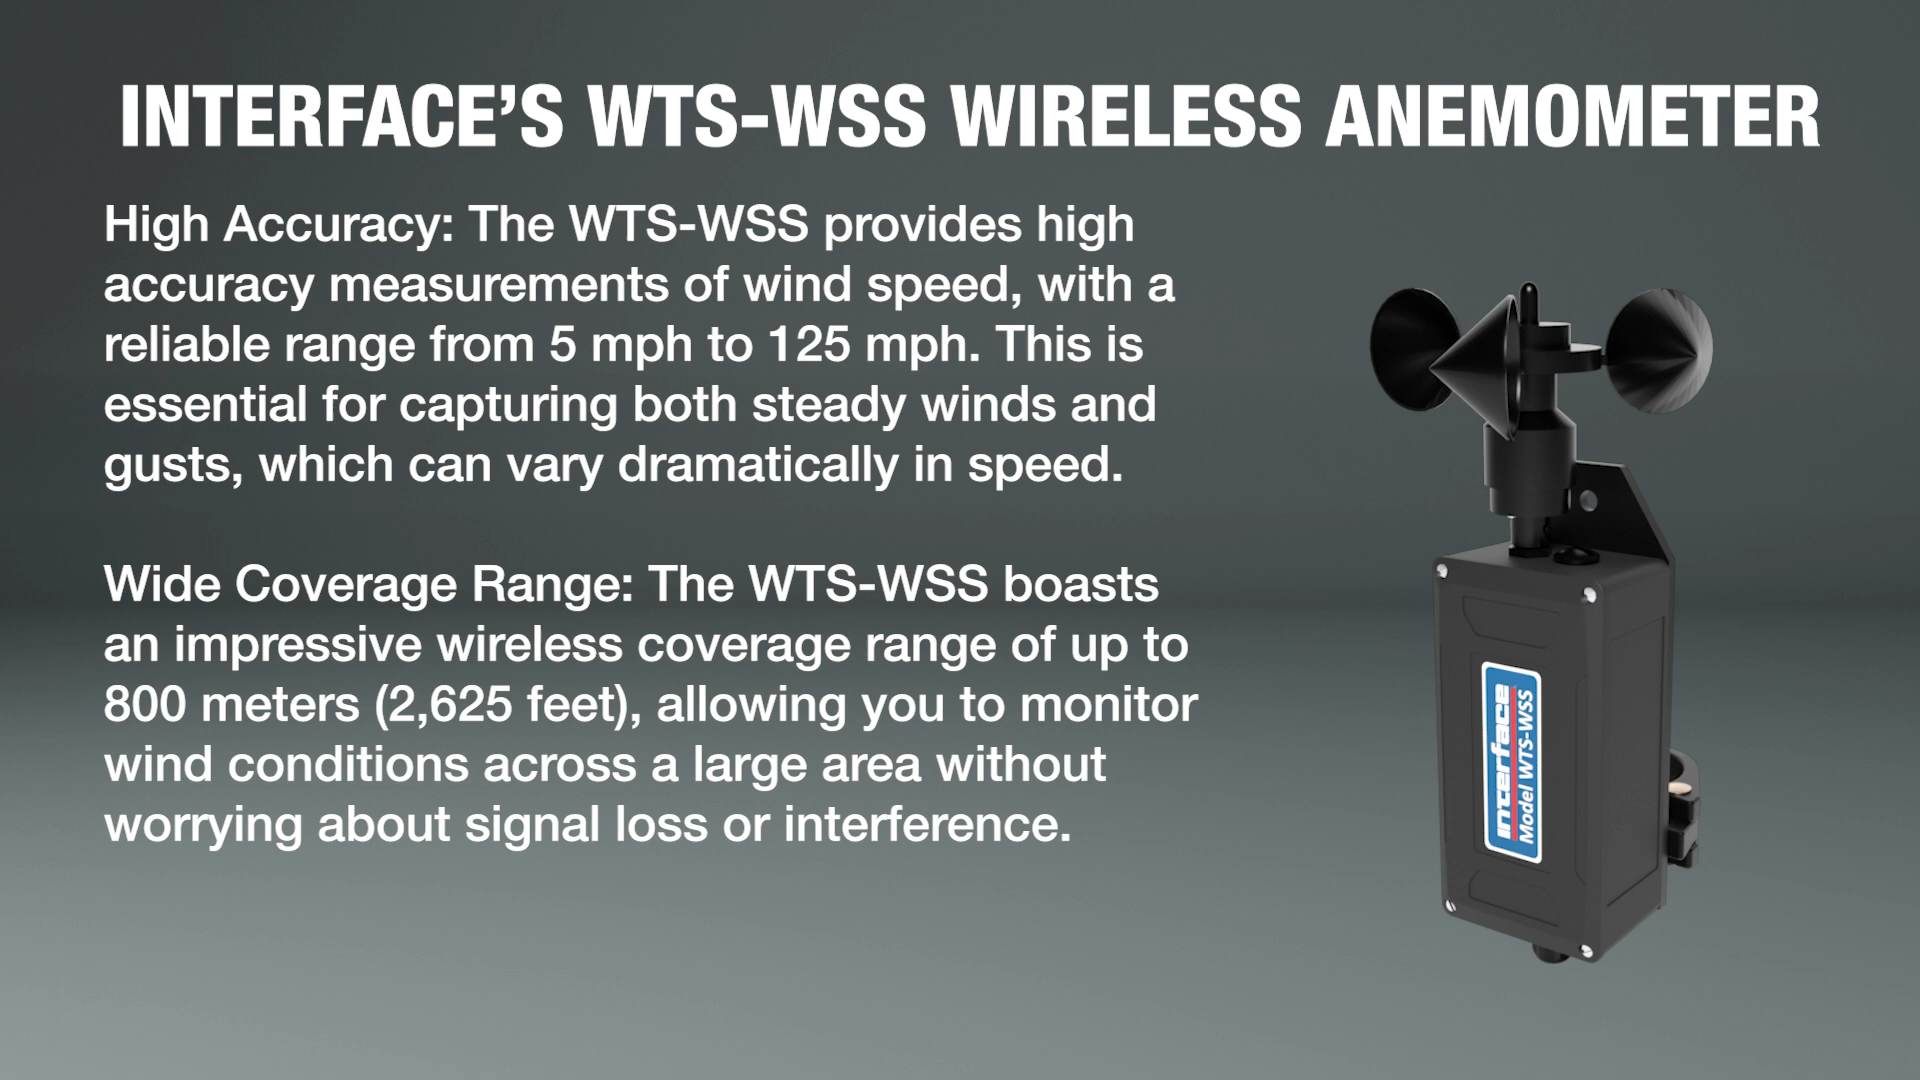 INTERFACE’S WTS-WSS WIRELESS ANEMOMETER
High Accuracy: The WTS-WSS provides high
accuracy measurements of wind speed, with a
reliable range from 5 mph to 125 mph. This is
essential for capturing both steady winds and
gusts, which can vary dramatically in speed.
Wide Coverage Range: The WTS-WSS boasts
an impressive wireless coverage range of up to
800 meters (2,625 feet), allowing you to monitor
wind conditions across a large area without
worrying about signal loss or interference.
Interface
Model WTS-WSS